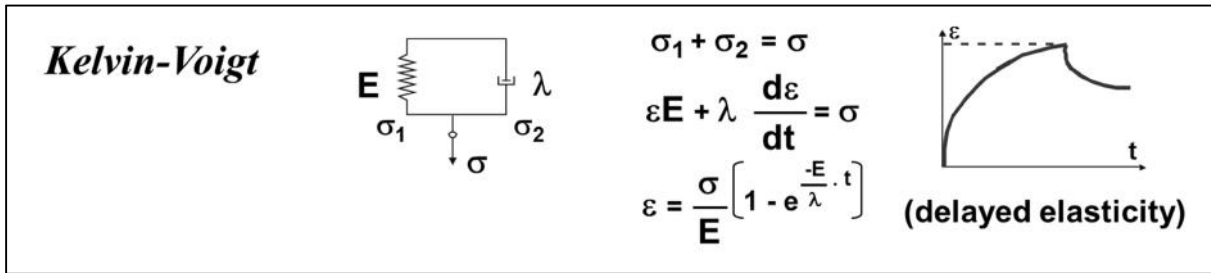 Kelvin-Voigt
E
λ
σ₁
σ₂
σ
σ₁ + σ₂ = σ
εE + λ dε/dt = σ
ε = σ/E [1 - e^(-E/λ . t)]
ε
t
(delayed elasticity)